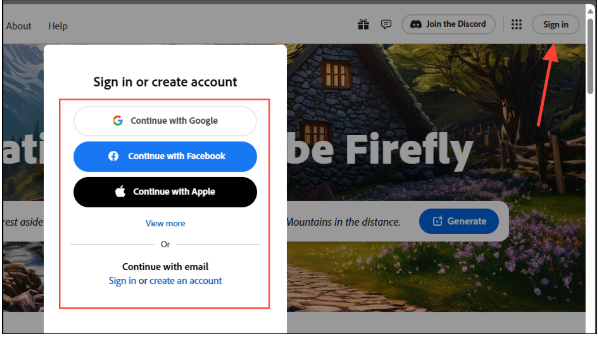 About Help Join the Discord Sign in
Sign in or create account
Continue with Google
Continue with Facebook
Continue with Apple
View more
Or
Continue with email
Sign in or create an account
ati be Firefly
rest aside Mountains in the distance. Generate